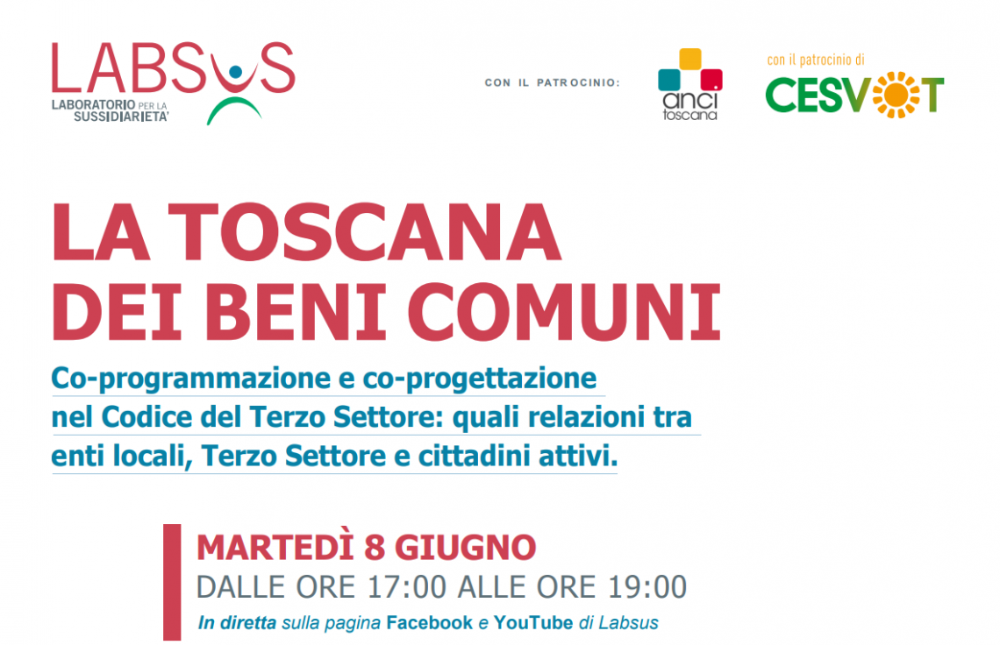 LABSUS
LABORATORIO PER LA
SUSSIDIARIETA'
CON IL PATROCINIO:
anci
toscana
con il patrocinio di
CESVOT
LA TOSCANA
DEI BENI COMUNI
Co-programmazione e co-progettazione
nel Codice del Terzo Settore: quali relazioni tra
enti locali, Terzo Settore e cittadini attivi.
MARTEDÌ 8 GIUGNO
DALLE ORE 17:00 ALLE ORE 19:00
In diretta sulla pagina Facebook e YouTube di Labsus